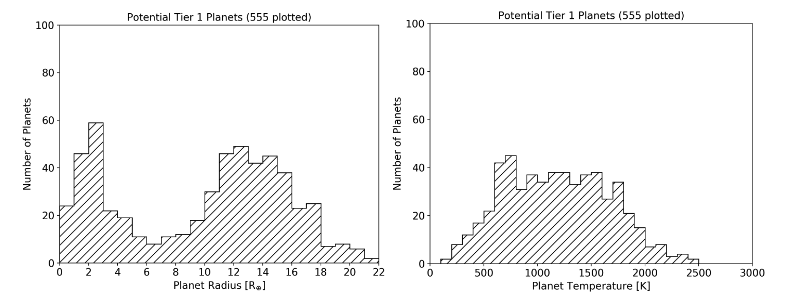 Potential Tier 1 Planets (555 plotted)
100
80
60
40
20
0
Number of Planets
0 2 4 6 8 10 12 14 16 18 20 22
Planet Radius [R⊕]
Potential Tier 1 Planets (555 plotted)
100
80
60
40
20
0
Number of Planets
0 500 1000 1500 2000 2500 3000
Planet Temperature [K]